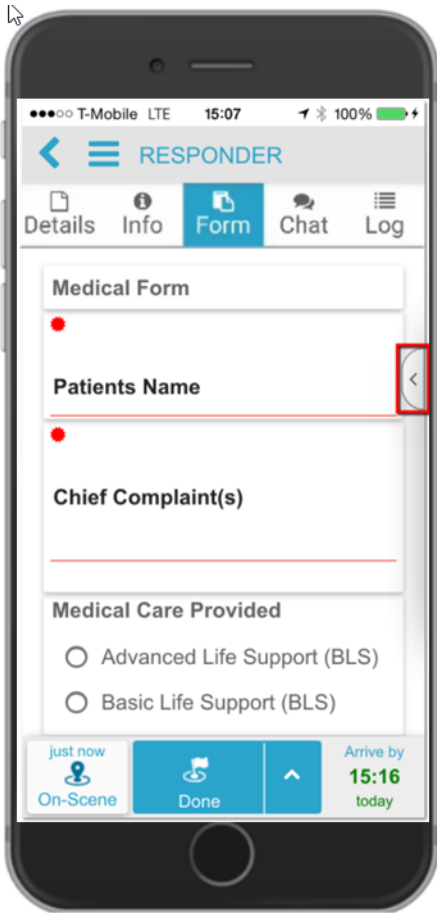 T-Mobile LTE 15:07 100%
RESPONDER
Details Info Form Chat Log
Medical Form
Patients Name
Chief Complaint(s)
Medical Care Provided
Advanced Life Support (BLS)
Basic Life Support (BLS)
just now
On-Scene
Done
Arrive by
15:16
today